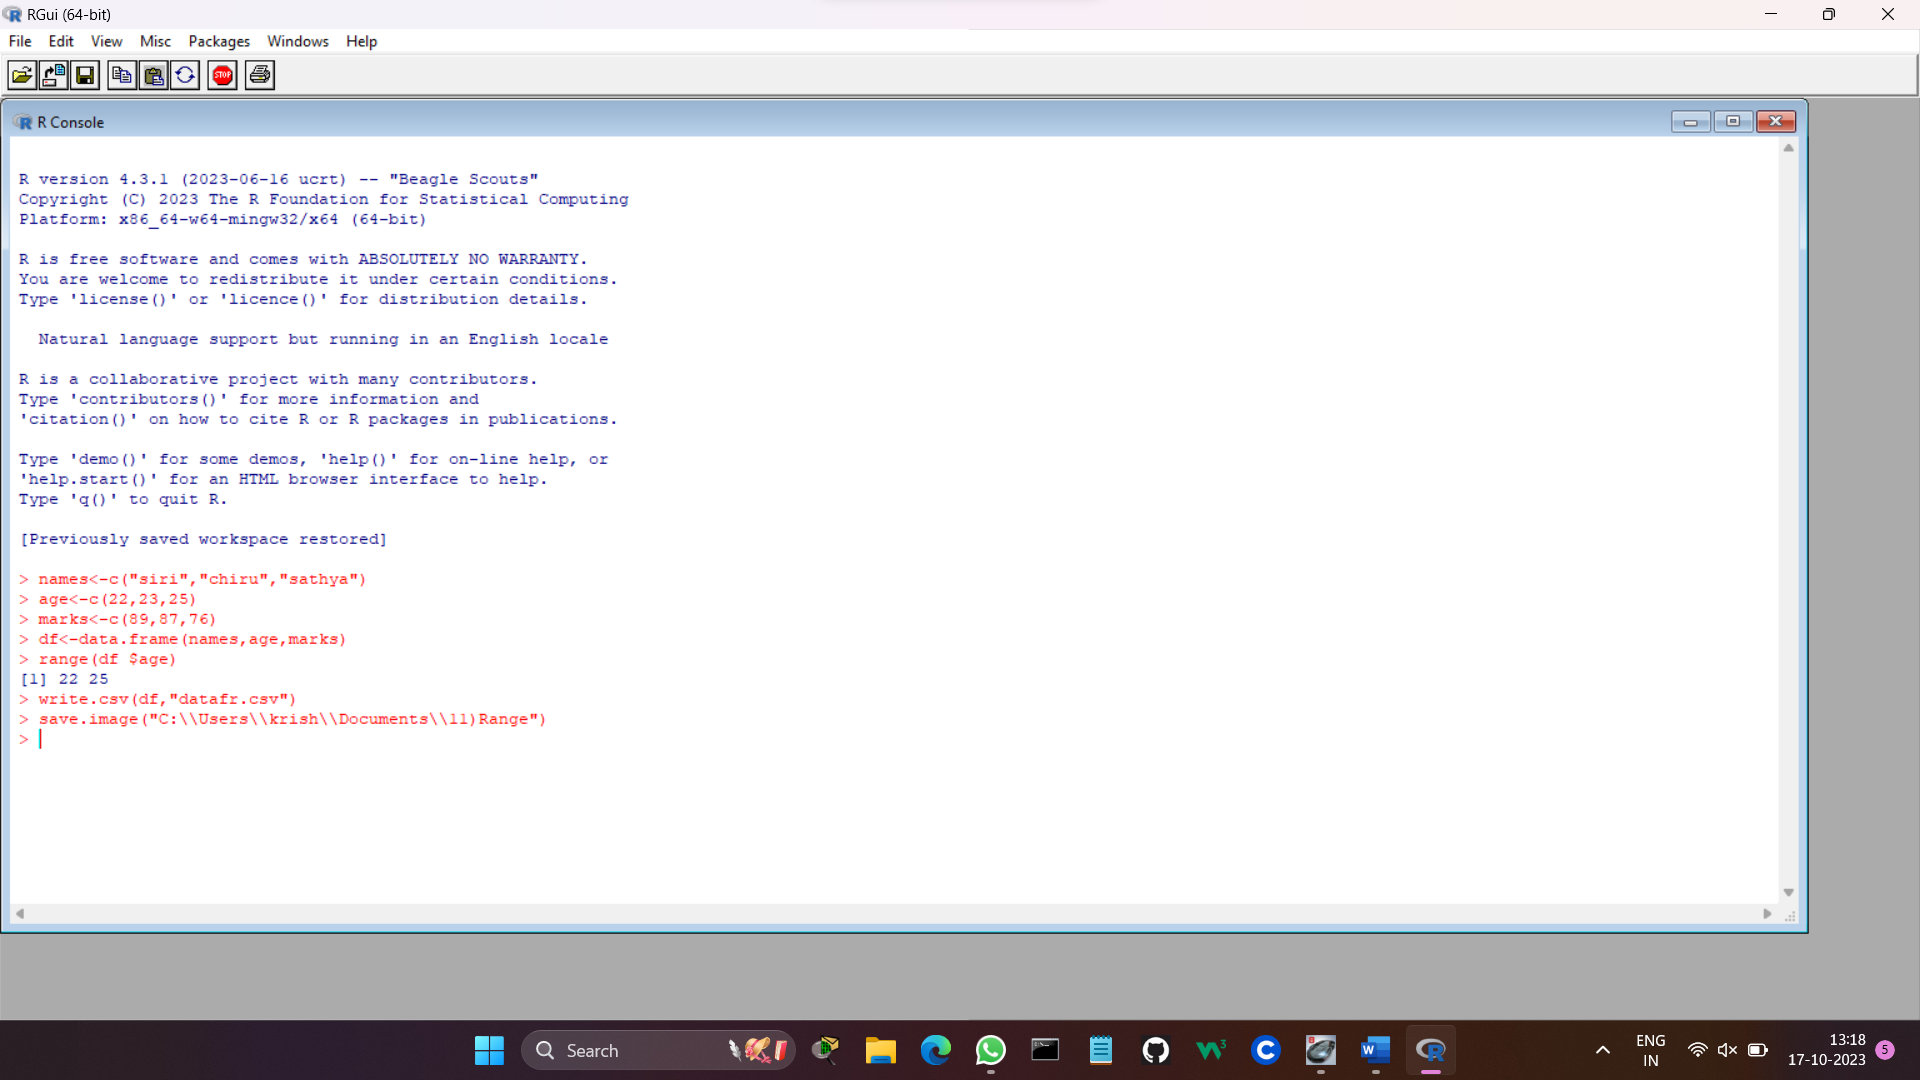 RGui (64-bit)
File Edit View Misc Packages Windows Help
STOP
R Console
R version 4.3.1 (2023-06-16 ucrt) -- "Beagle Scouts"
Copyright (C) 2023 The R Foundation for Statistical Computing
Platform: x86_64-w64-mingw32/x64 (64-bit)
R is free software and comes with ABSOLUTELY NO WARRANTY.
You are welcome to redistribute it under certain conditions.
Type 'license()' or 'licence()' for distribution details.
Natural language support but running in an English locale
R is a collaborative project with many contributors.
Type 'contributors()' for more information and
'citation()' on how to cite R or R packages in publications.
Type 'demo()' for some demos, 'help()' for on-line help, or
'help.start()' for an HTML browser interface to help.
Type 'q()' to quit R.
[Previously saved workspace restored]
> names<-c("siri","chiru","sathya")
> age<-c(22,23,25)
> marks<-c(89,87,76)
> df<-data.frame(names,age,marks)
> range(df $age)
[1] 22 25
> write.csv(df,"datafr.csv")
> save.image("C:\\Users\\krish\\Documents\\11)Range")
>
Search
ENG
IN
13:18
17-10-2023
5